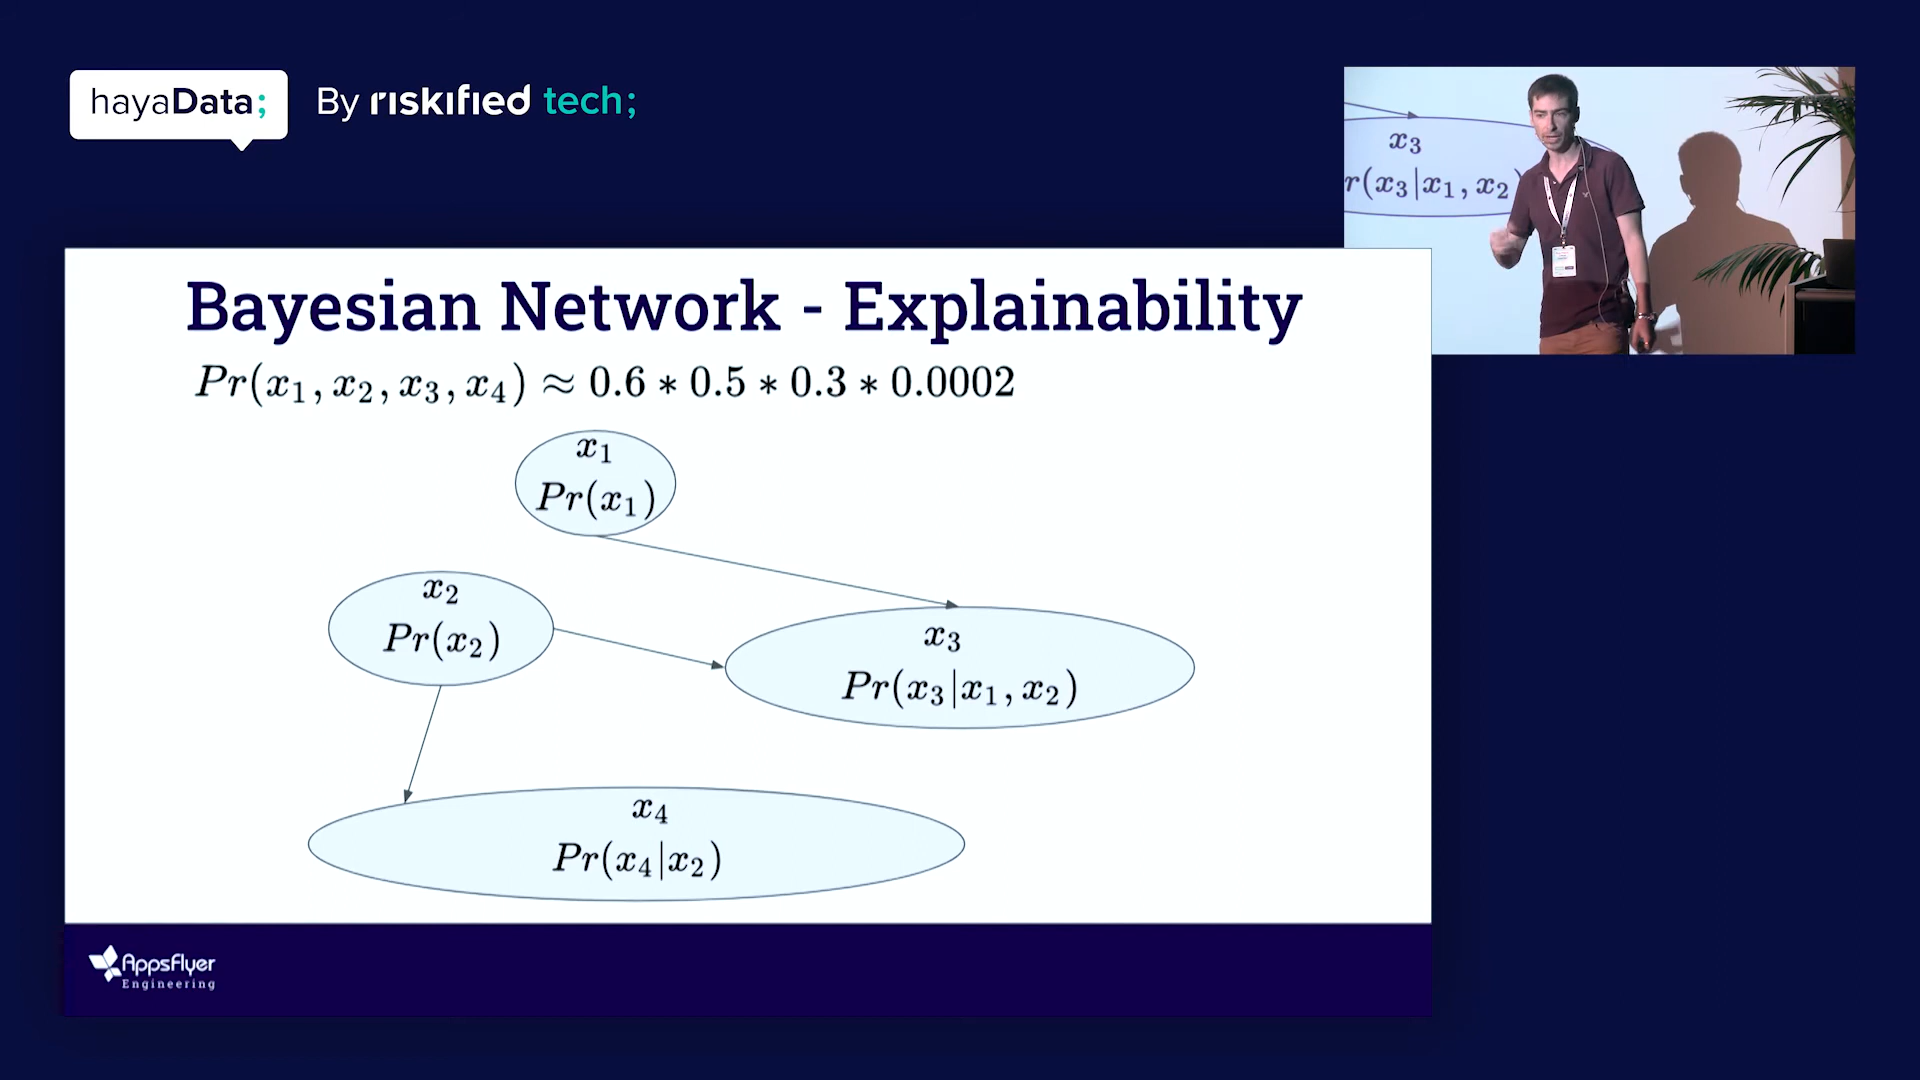 hayaData; By riskified tech;
x₃
r(x₃|x₁, x₂
Bayesian Network - Explainability
Pr(x₁, x₂, x₃, x₄) ≈ 0.6 * 0.5 * 0.3 * 0.0002
x₁
Pr(x₁)
x₂
Pr(x₂)
x₃
Pr(x₃|x₁, x₂)
x₄
Pr(x₄|x₂)
AppsFlyer
Engineering